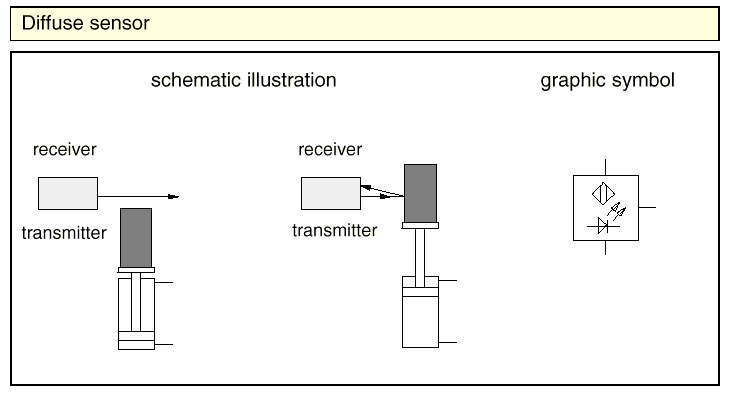 Diffuse sensor
schematic illustration
graphic symbol
receiver
transmitter
receiver
transmitter